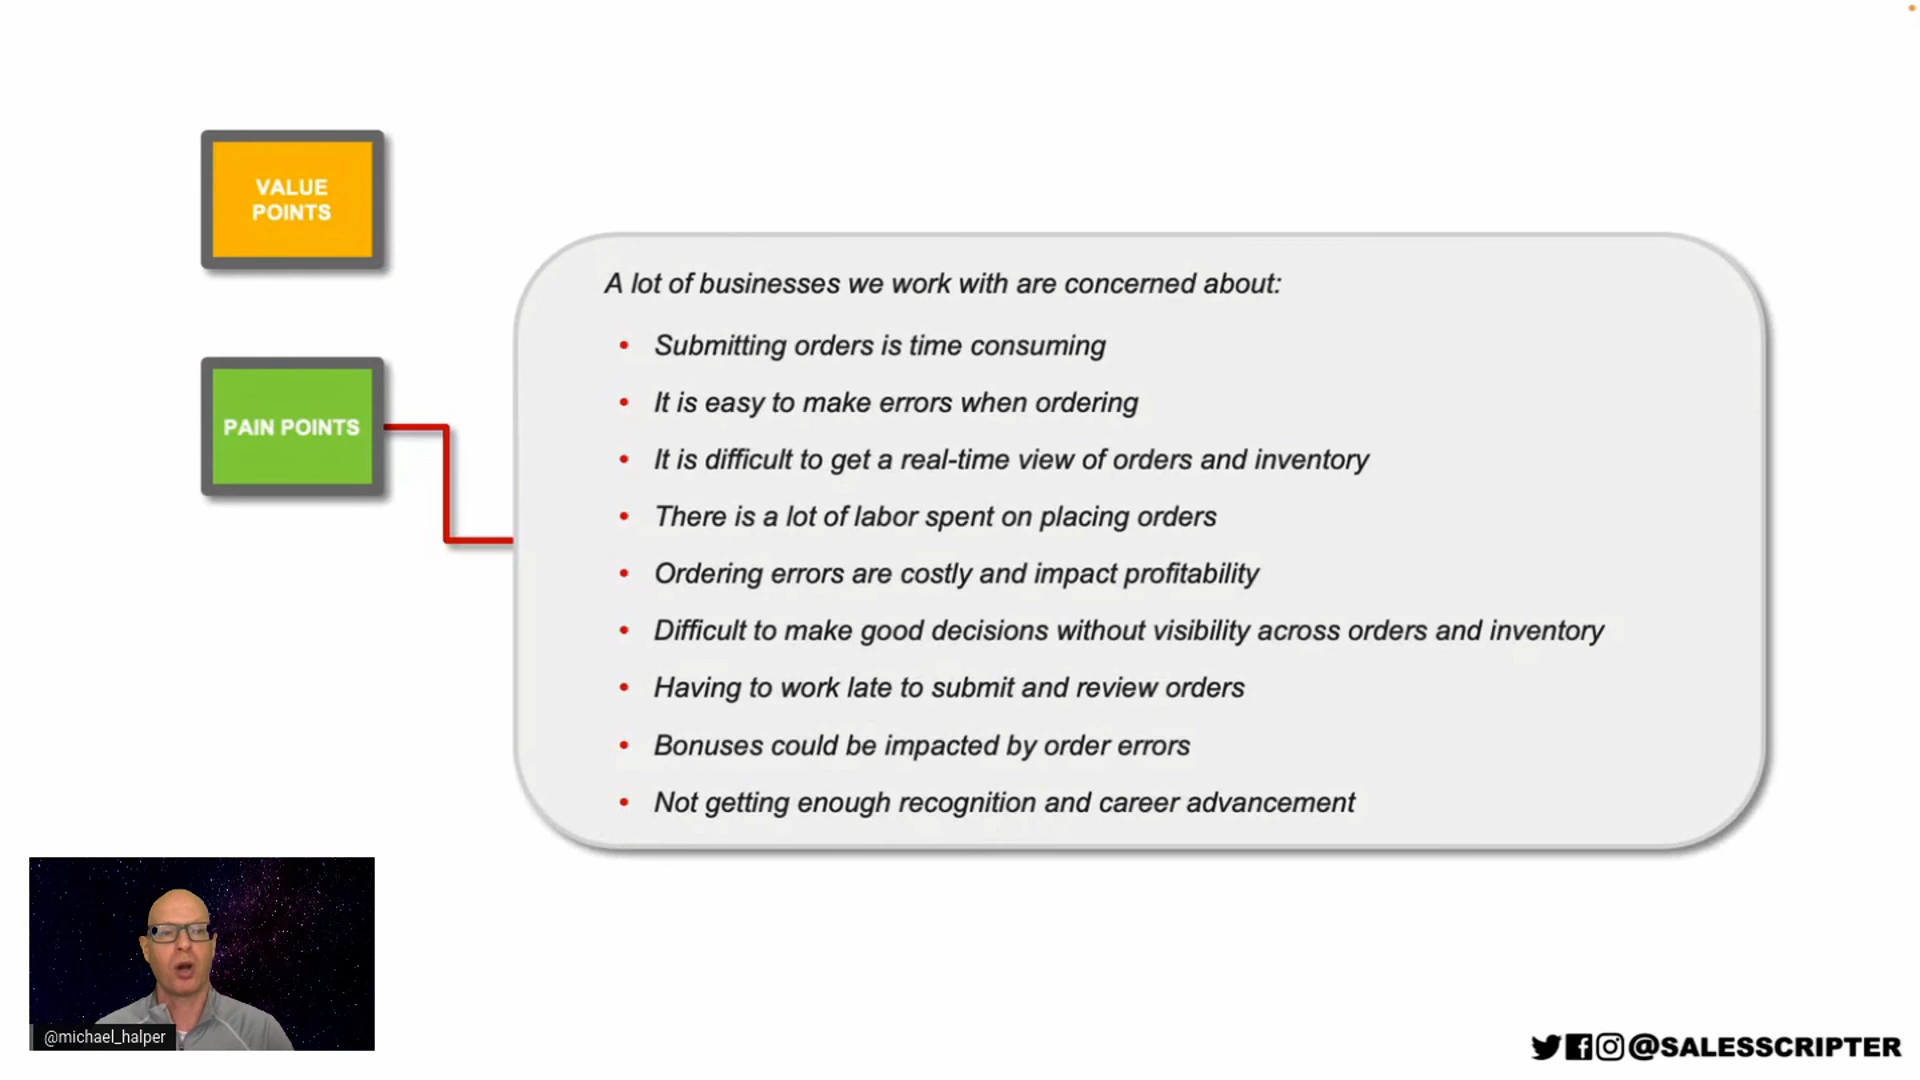 VALUE
POINTS
PAIN POINTS
A lot of businesses we work with are concerned about:
• Submitting orders is time consuming
• It is easy to make errors when ordering
• It is difficult to get a real-time view of orders and inventory
• There is a lot of labor spent on placing orders
• Ordering errors are costly and impact profitability
• Difficult to make good decisions without visibility across orders and inventory
• Having to work late to submit and review orders
• Bonuses could be impacted by order errors
• Not getting enough recognition and career advancement
@michael_halper
@SALESSCRIPTER